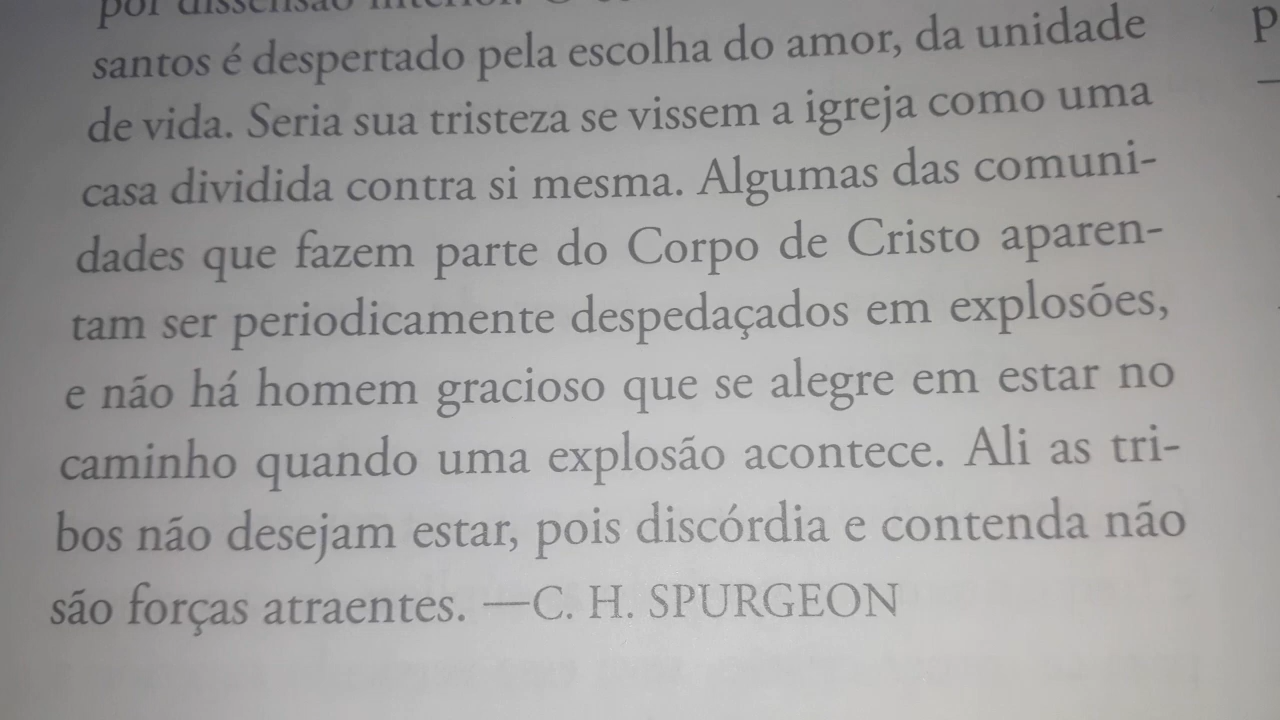 por dissensão interior. O
santos é despertado pela escolha do amor, da unidade
de vida. Seria sua tristeza se vissem a igreja como uma
casa dividida contra si mesma. Algumas das comuni-
dades que fazem parte do Corpo de Cristo aparen-
tam ser periodicamente despedaçados em explosões,
e não há homem gracioso que se alegre em estar no
caminho quando uma explosão acontece. Ali as tri-
bos não desejam estar, pois discórdia e contenda não
são forças atraentes. —C. H. SPURGEON